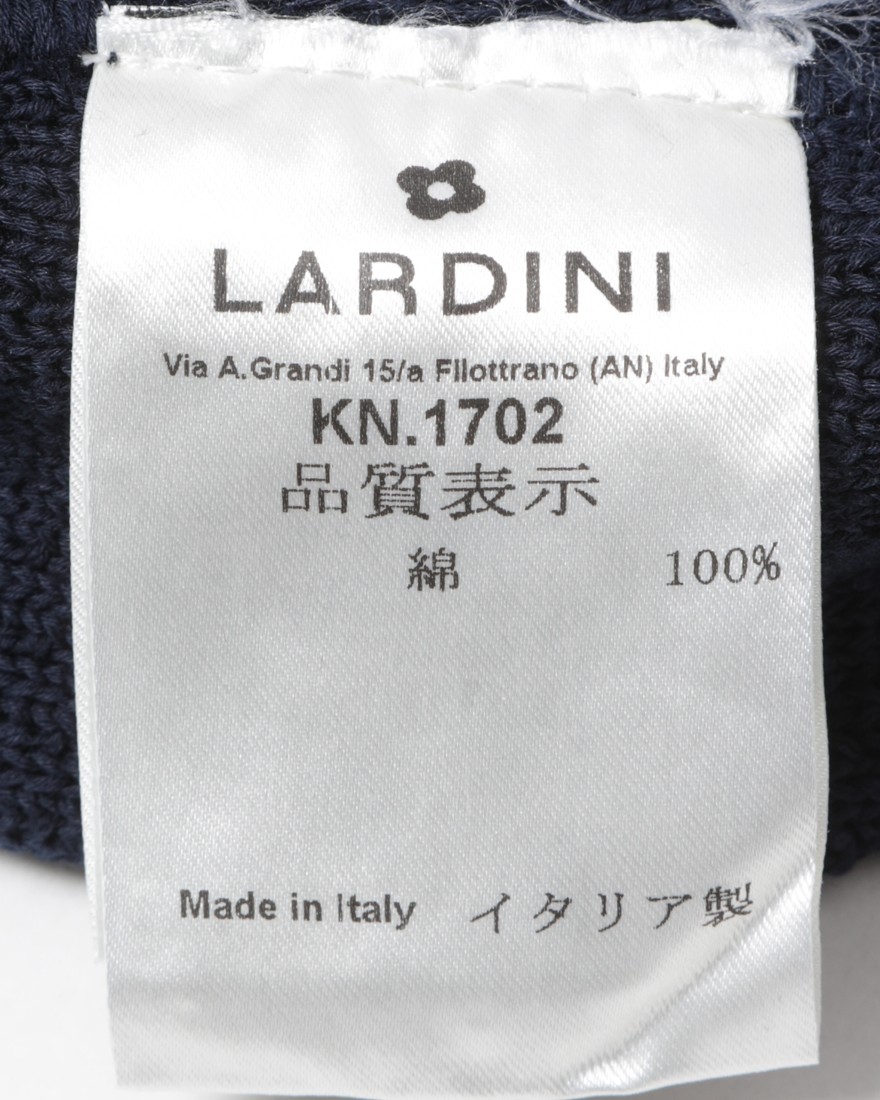 LARDINI
Via A.Grandi 15/a Filottrano (AN) Italy
KN.1702
品質表示
綿 100%
Made in Italy イタリア製